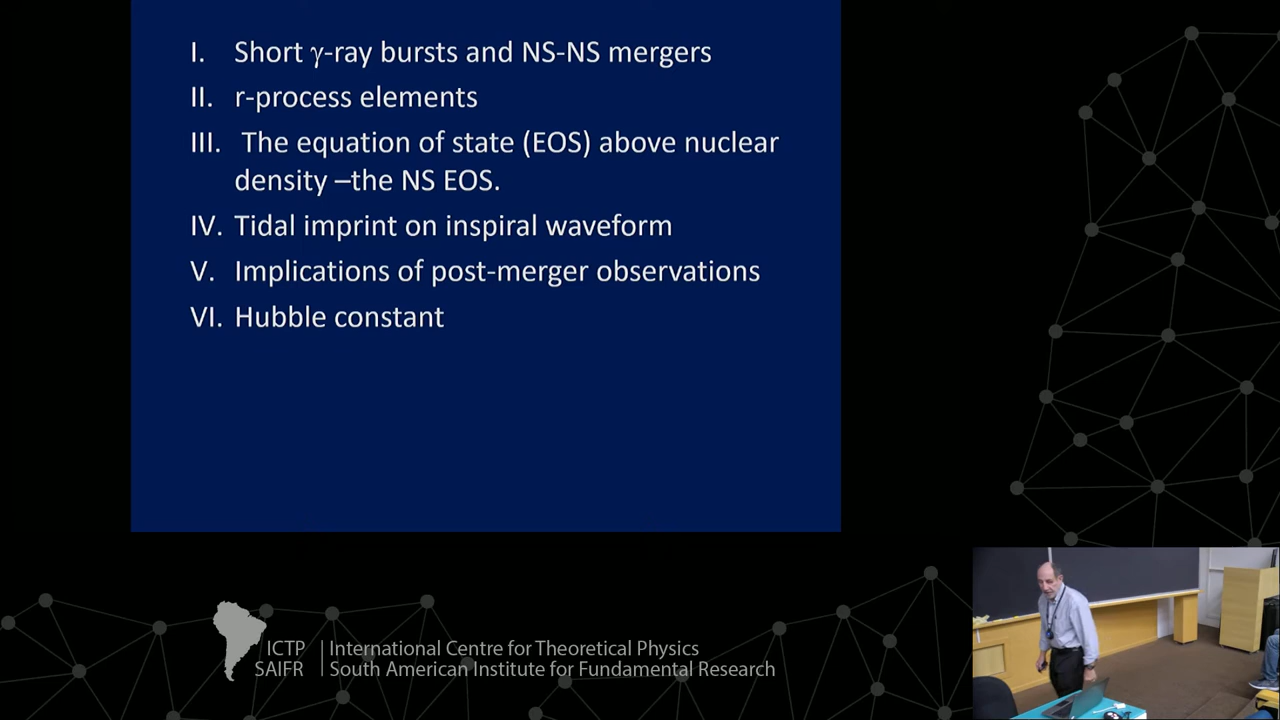 I. Short γ-ray bursts and NS-NS mergers
II. r-process elements
III. The equation of state (EOS) above nuclear
density –the NS EOS.
IV. Tidal imprint on inspiral waveform
V. Implications of post-merger observations
VI. Hubble constant
ICTP | International Centre for Theoretical Physics
SAIFR | South American Institute for Fundamental Research